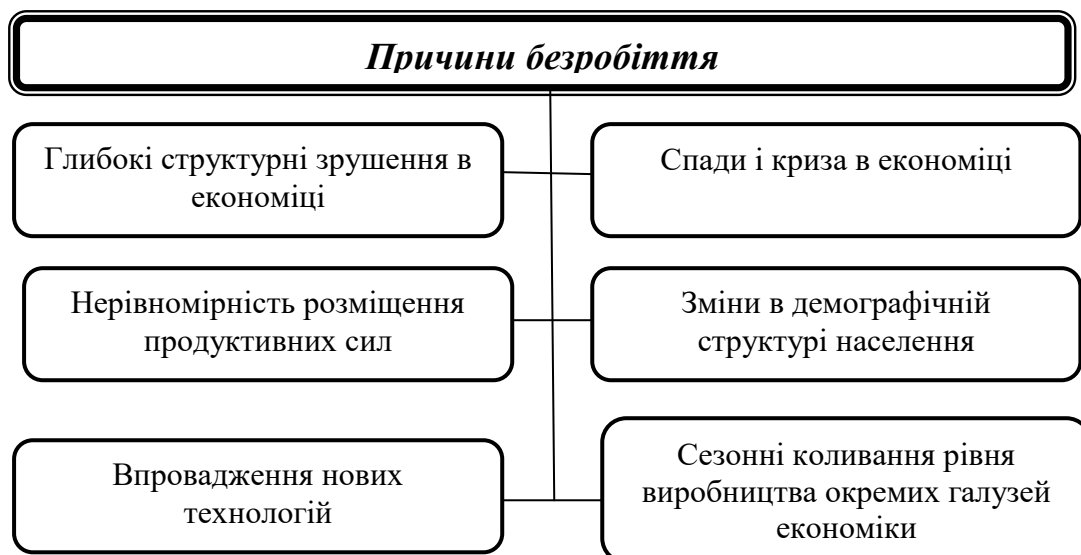 Причини безробіття
Глибокі структурні зрушення в
економіці
Спади і криза в економіці
Нерівномірність розміщення
продуктивних сил
Зміни в демографічній
структурі населення
Впровадження нових
технологій
Сезонні коливання рівня
виробництва окремих галузей
економіки